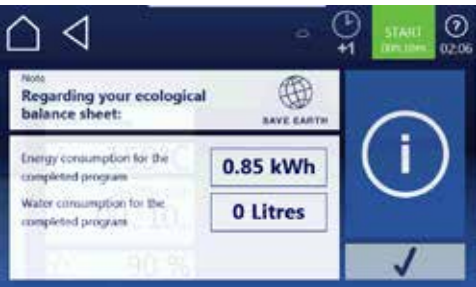 +1
START
02:06
Note
Regarding your ecological
balance sheet:
SAVE EARTH
Energy consumption for the
completed program
0.85 kWh
Water consumption for the
completed program
0 Litres
90 %